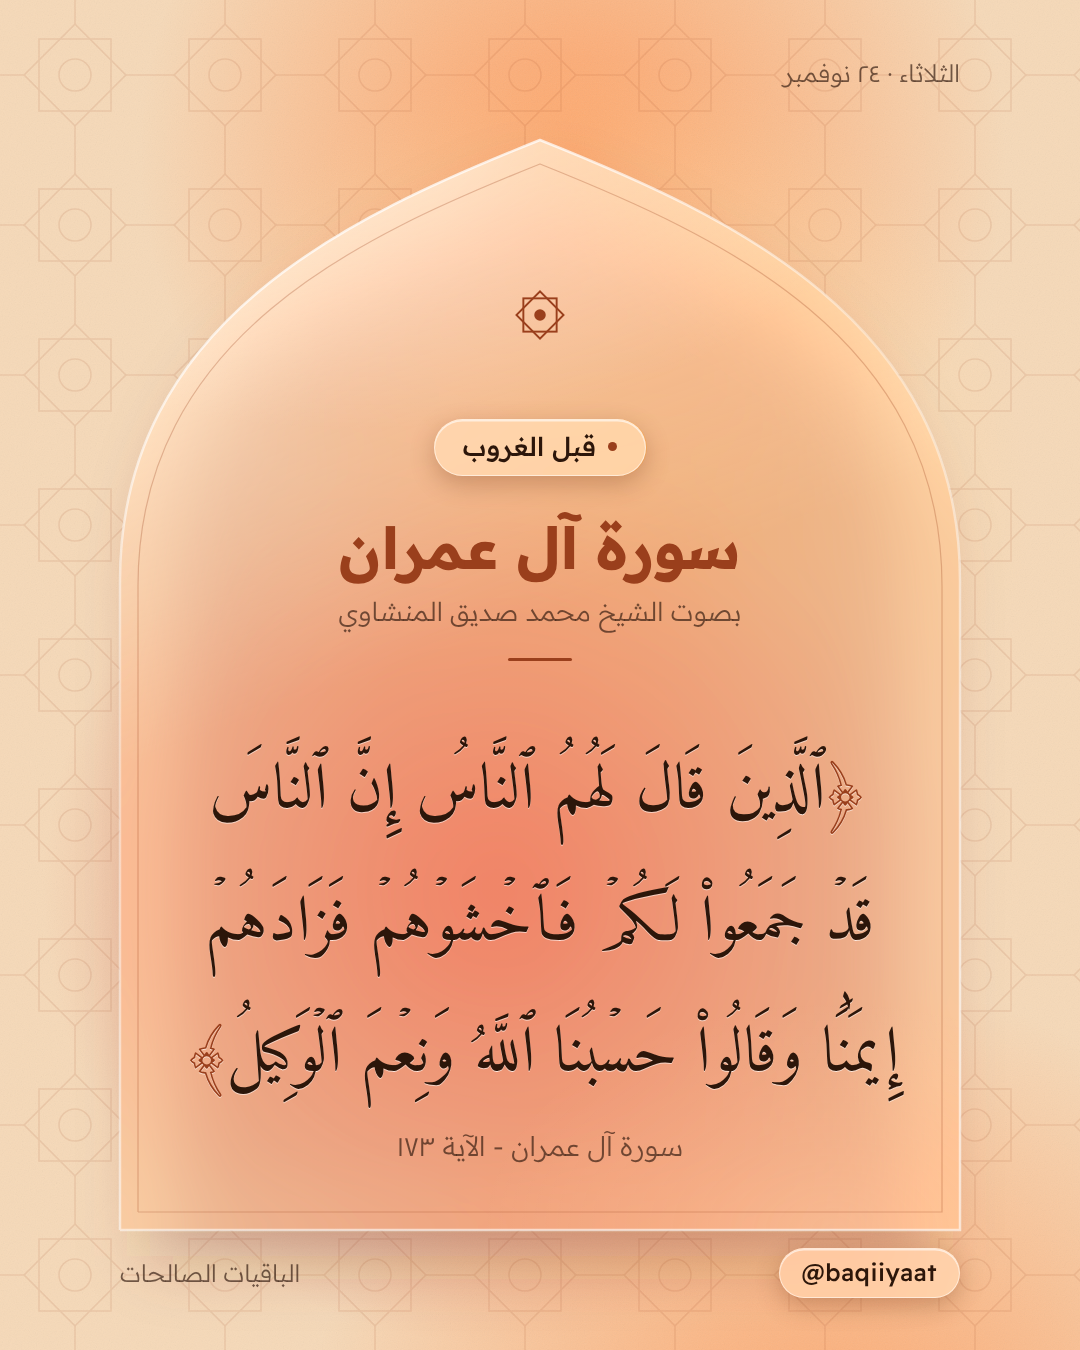 الثلاثاء · ٢٤ نوفمبر
قبل الغروب
سورة آل عمران
بصوت الشيخ محمد صديق المنشاوي
﴿ٱلَّذِينَ قَالَ لَهُمُ ٱلنَّاسُ إِنَّ ٱلنَّاسَ
قَدۡ جَمَعُواْ لَكُمۡ فَٱخۡشَوۡهُمۡ فَزَادَهُمۡ
إِيمَٰنٗا وَقَالُواْ حَسۡبُنَا ٱللَّهُ وَنِعۡمَ ٱلۡوَكِيلُ﴾
سورة آل عمران - الآية ١٧٣
@baqiiyaat
الباقيات الصالحات